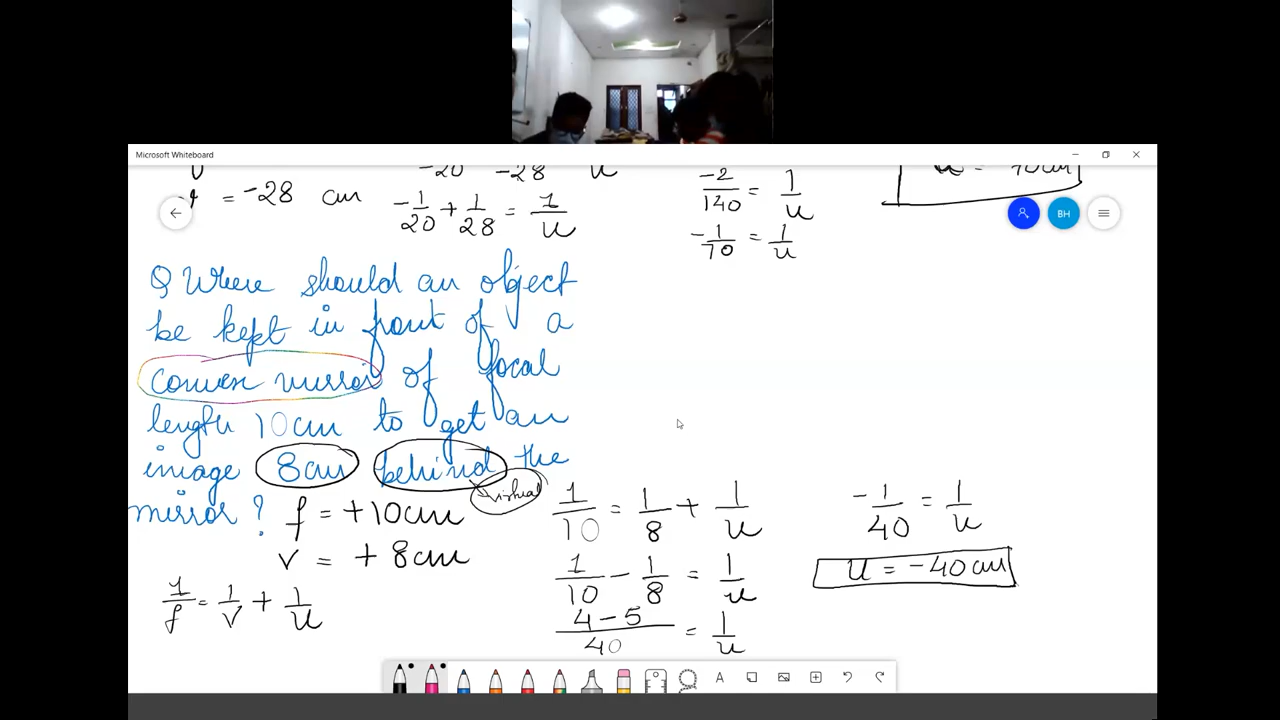 Microsoft Whiteboard
-20 -28 u
= -28 cm
-1/20 + 1/28 = 1/u
-2/140 = 1/u
-1/70 = 1/u
BH
Q Where should an object
be kept in front of a
convex mirror of focal
length 10cm to get an
image 8cm behind the
mirror?
virtual
f = +10cm
v = +8cm
1/f = 1/v + 1/u
1/10 = 1/8 + 1/u
1/10 - 1/8 = 1/u
4-5/40 = 1/u
-1/40 = 1/u
u = -40cm
A